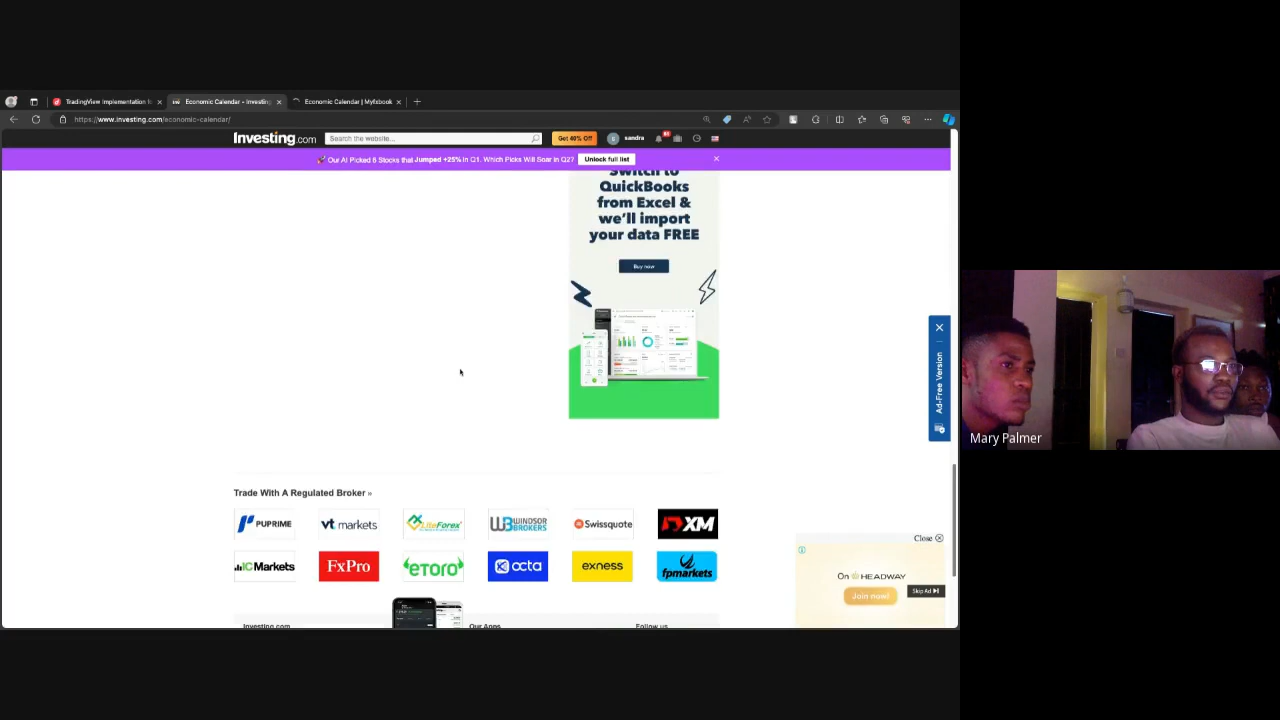 TradingView Implementation fo
Economic Calendar - Investing
Economic Calendar | Myfxbook
https://www.investing.com/economic-calendar/
Investing.com
Search the website...
Get 40% Off
sandra
Our AI Picked 6 Stocks that Jumped +25% in Q1. Which Picks Will Soar in Q2?
Unlock full list
Switch to
QuickBooks
from Excel &
we'll import
your data FREE
Buy now
Ad-Free Version
Mary Palmer
Trade With A Regulated Broker »
PUPRIME
vt markets
LiteForex
WINDSOR
BROKERS
Swissquote
XM
IC Markets
FxPro
eToro
octa
exness
fpmarkets
Close
On HEADWAY
Join now!
Skip Ad
Investing.com
Our Apps
Follow us